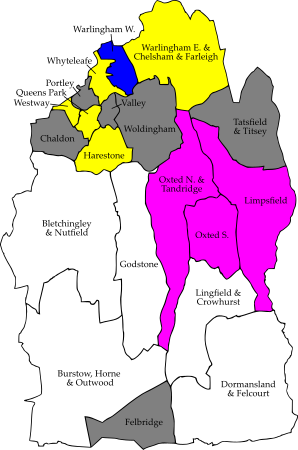 Warlingham W.
Warlingham E. &
Chelsham & Farleigh
Whyteleafe
Portley
Queens Park
Westway
Valley
Tatsfield
& Titsey
Woldingham
Chaldon
Harestone
Oxted N. &
Tandridge
Limpsfield
Bletchingley
& Nutfield
Oxted S.
Godstone
Lingfield &
Crowhurst
Burstow, Horne
& Outwood
Dormansland
& Felcourt
Felbridge